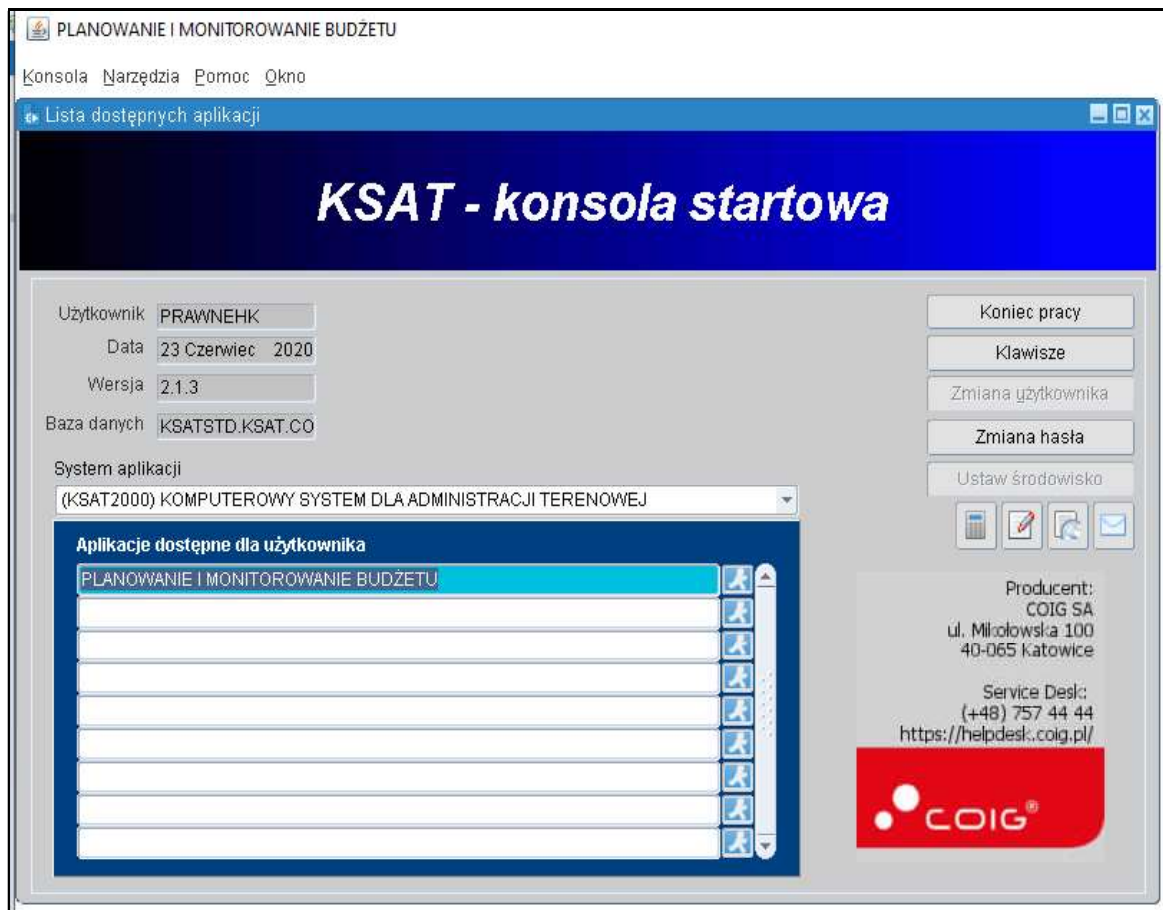 PLANOWANIE I MONITOROWANIE BUDŻETU
Konsola Narzędzia Pomoc Okno
Lista dostępnych aplikacji
KSAT - konsola startowa
Użytkownik PRAWNEHK
Data 23 Czerwiec 2020
Wersja 2.1.3
Baza danych KSATSTD.KSAT.CO
System aplikacji
(KSAT2000) KOMPUTEROWY SYSTEM DLA ADMINISTRACJI TERENOWEJ
Aplikacje dostępne dla użytkownika
PLANOWANIE I MONITOROWANIE BUDŻETU
Koniec pracy
Klawisze
Zmiana użytkownika
Zmiana hasła
Ustaw środowisko
Producent:
COIG SA
ul. Mikołowska 100
40-065 Katowice
Service Desk:
(+48) 757 44 44
https://helpdesk.coig.pl/
COIG®